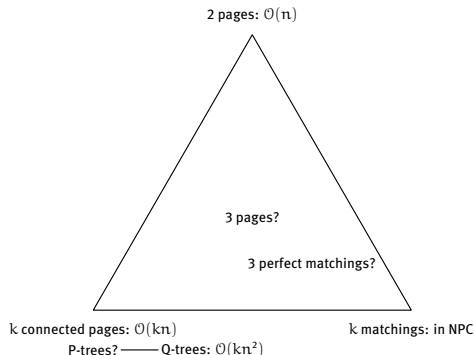 2 pages: 𝒪(n)
3 pages?
3 perfect matchings?
k connected pages: 𝒪(kn) k matchings: in NPC
P-trees? Q-trees: 𝒪(kn²)